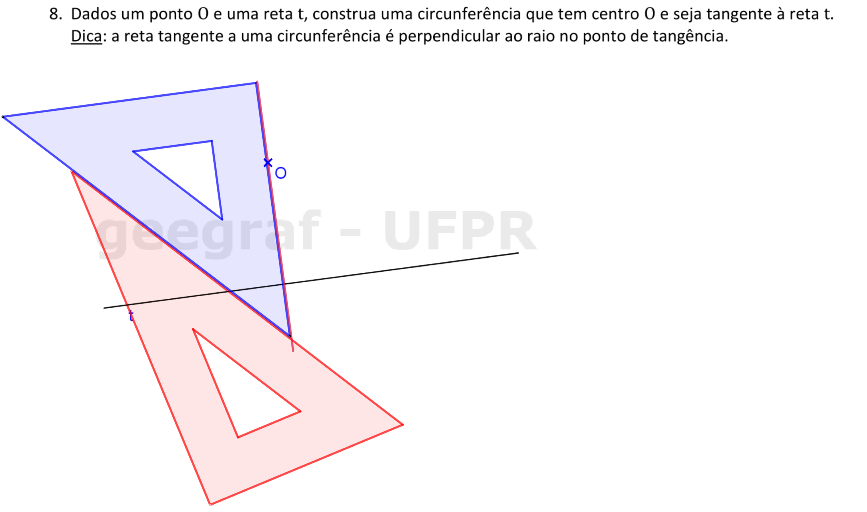 8. Dados um ponto O e uma reta t, construa uma circunferência que tem centro O e seja tangente à reta t.
Dica: a reta tangente a uma circunferência é perpendicular ao raio no ponto de tangência.
O
geegraf - UFPR
t